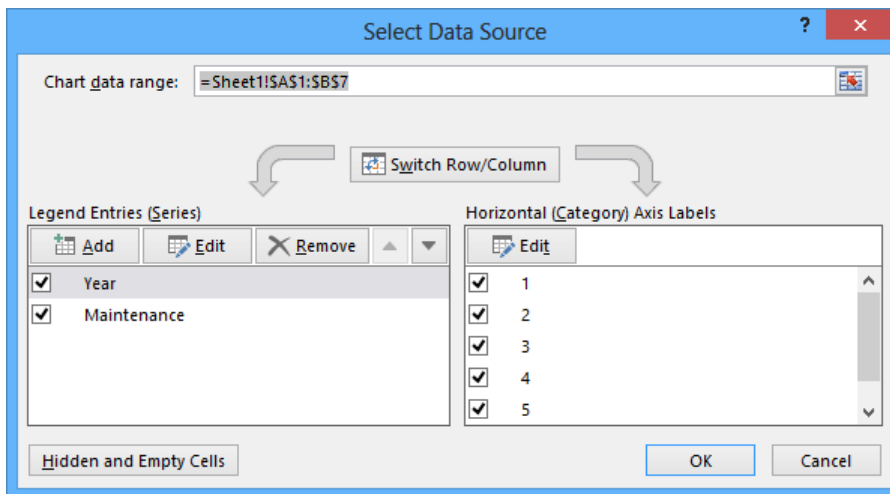 Select Data Source
?
Chart data range: =Sheet1!$A$1:$B$7
Switch Row/Column
Legend Entries (Series)
Add Edit Remove
Year
Maintenance
Horizontal (Category) Axis Labels
Edit
1
2
3
4
5
Hidden and Empty Cells
OK Cancel